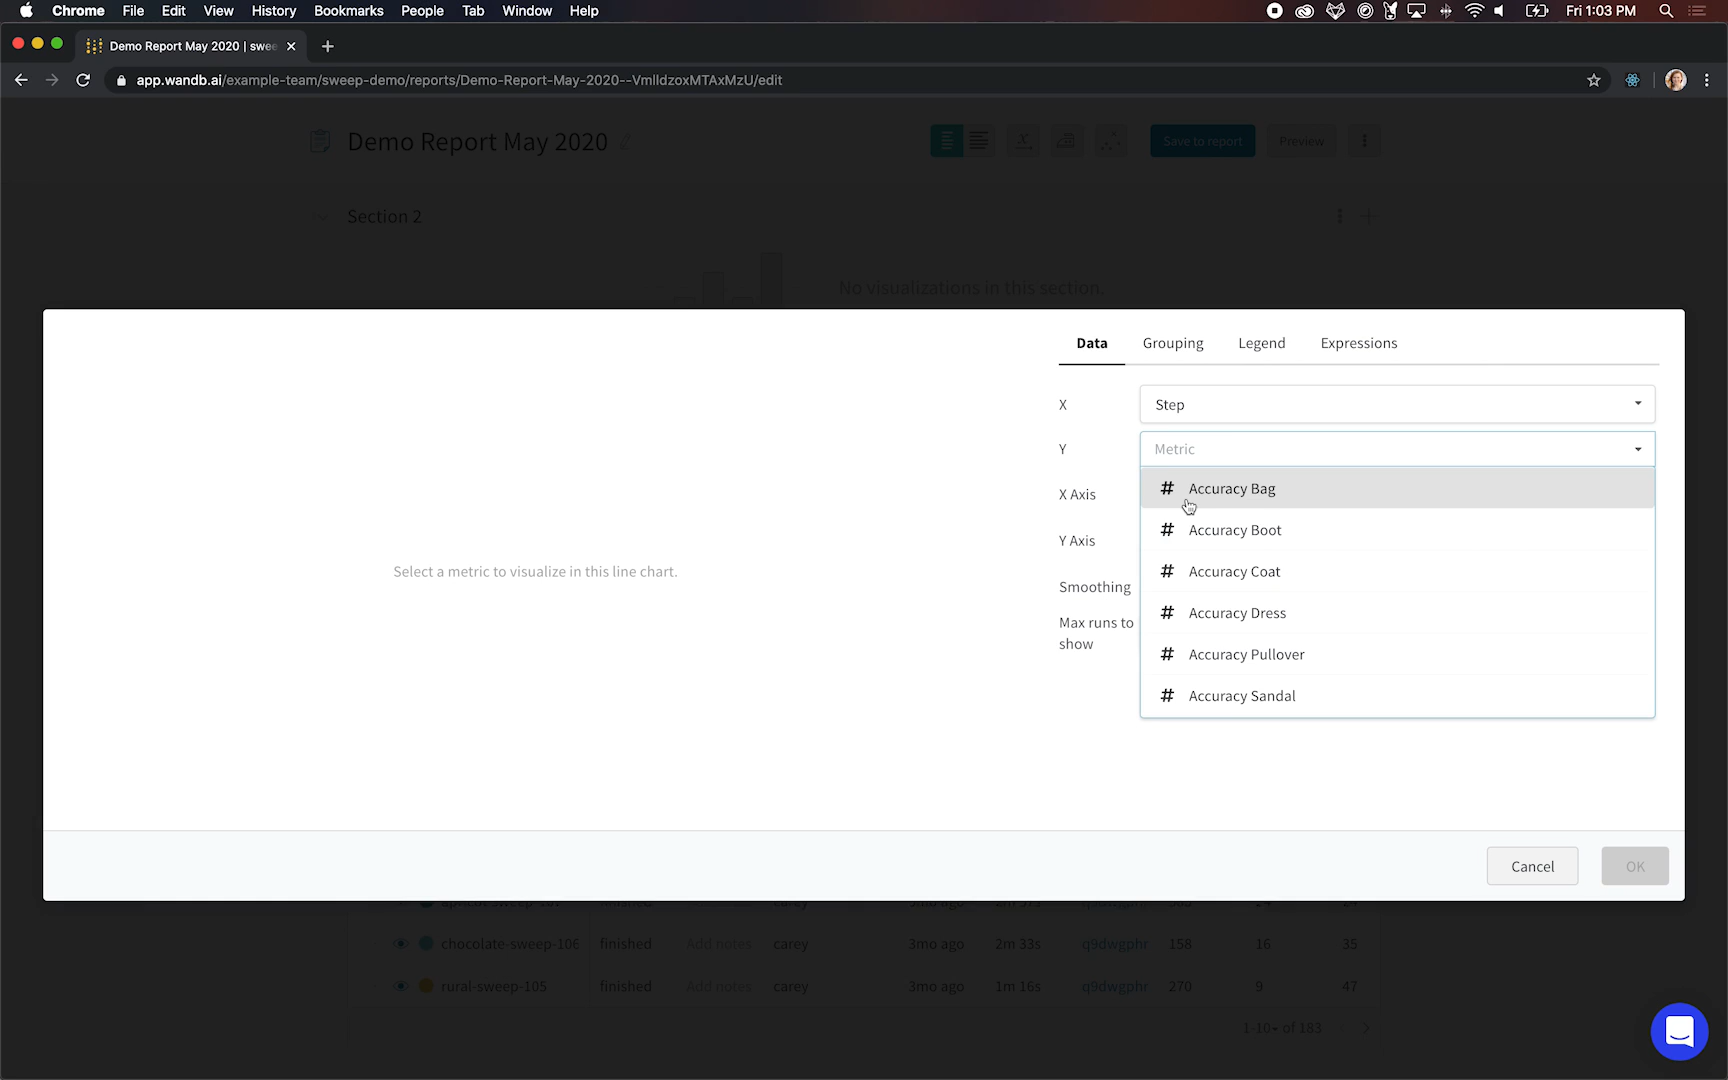 Chrome File Edit View History Bookmarks People Tab Window Help Fri 1:03 PM
Demo Report May 2020 | swee
app.wandb.ai/example-team/sweep-demo/reports/Demo-Report-May-2020--VmlldzoxMTAxMzU/edit
Demo Report May 2020 Save to report Preview
Section 2
No visualizations in this section.
Data Grouping Legend Expressions
X Step
Y Metric
# Accuracy Bag
X Axis
# Accuracy Boot
Y Axis
Select a metric to visualize in this line chart.
# Accuracy Coat
Smoothing
# Accuracy Dress
Max runs to
show
# Accuracy Pullover
# Accuracy Sandal
Cancel OK
chocolate-sweep-106 finished Add notes carey 3mo ago 2m 33s q9dwgphr 158 16 35
rural-sweep-105 finished Add notes carey 3mo ago 1m 16s q9dwgphr 270 9 47
1-10 of 183